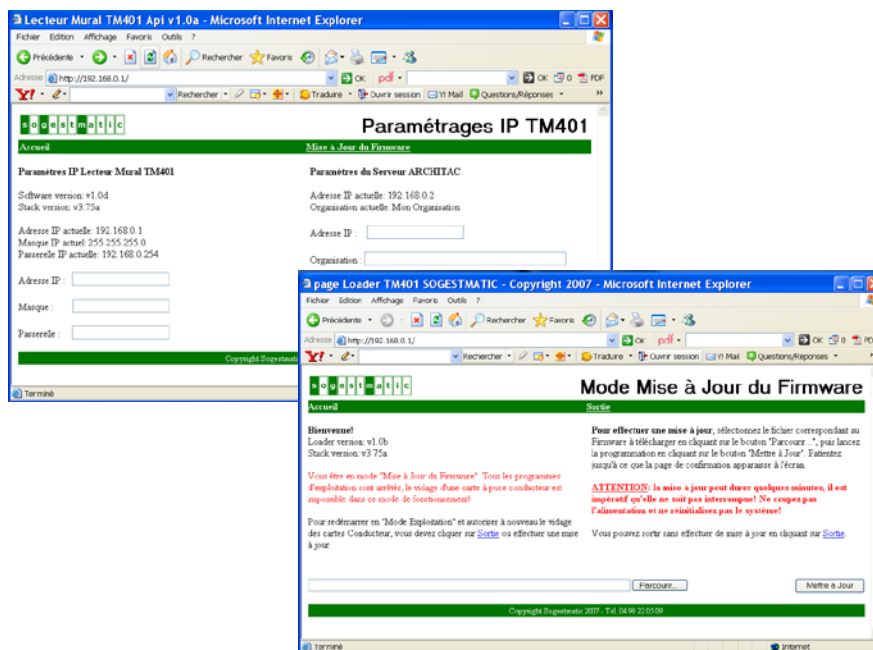 Lecteur Mural TM401 Api v1.0a - Microsoft Internet Explorer
Fichier Edition Affichage Favoris Outils ?
Précédente Rechercher Favoris
Adresse http://192.168.0.1/ OK pdf OK 0 PDF
Y! Rechercher Traduire Ouvrir session Y! Mail Questions/Réponses »
sogestmatic
Paramétrages IP TM401
Accueil Mise à Jour du Firmware
Paramètres IP Lecteur Mural TM401
Software version: v1.0d
Stack version: v3.75a
Adresse IP actuelle: 192.168.0.1
Masque IP actuel: 255.255.255.0
Passerelle IP actuelle: 192.168.0.254
Adresse IP :
Masque :
Passerelle :
Paramètres du Serveur ARCHITAC
Adresse IP actuelle: 192.168.0.2
Organisation actuelle: Mon Organisation
Adresse IP :
Organisation :
Copyright Sogestmatic
Terminé
page Loader TM401 SOGESTMATIC - Copyright 2007 - Microsoft Internet Explorer
Fichier Edition Affichage Favoris Outils ?
Précédente Rechercher Favoris
Adresse http://192.168.0.1/ OK pdf OK 0 PDF
Y! Rechercher Traduire Ouvrir session Y! Mail Questions/Réponses »
sogestmatic
Mode Mise à Jour du Firmware
Accueil Sortie
Bienvenue!
Loader version: v1.0b
Stack version: v3.75a
Vous être en mode "Mise à Jour du Firmware". Tous les programmes
d'exploitation sont arrêtés, le vidage d'une carte à puce conducteur est
impossible dans ce mode de fonctionnement!
Pour redémarrer en "Mode Exploitation" et autoriser à nouveau le vidage
des cartes Conducteur, vous devez cliquer sur Sortie ou effectuer une mise
à jour
Pour effectuer une mise à jour, sélectionnez le fichier correspondant au
Firmware à télécharger en cliquant sur le bouton "Parcourir...", puis lancez
la programmation en cliquant sur le bouton "Mettre à Jour". Patientez
jusqu'à ce que la page de confirmation apparaisse à l'écran.
ATTENTION: la mise à jour peut durer quelques minutes, il est
impératif qu'elle ne soit pas interrompue! Ne coupez pas
l'alimentation et ne réinitialisez pas le système!
Vous pouvez sortir sans effectuer de mise à jour en cliquant sur Sortie.
Parcourir... Mettre à Jour
Copyright Sogestmatic 2007 - Tél. 04 98 22 05 09
Terminé Internet